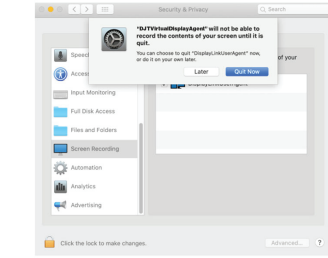 Security & Privacy
Search
"DJTVirtualDisplayAgent" will not be able to
record the contents of your screen until it is
quit.
You can choose to quit "DisplayLinkUserAgent" now,
or do it on your own later.
Later
Quit Now
of your
Speec
Acces
Input Monitoring
Full Disk Access
Files and Folders
Screen Recording
Automation
Analytics
Advertising
Click the lock to make changes.
Advanced...
?